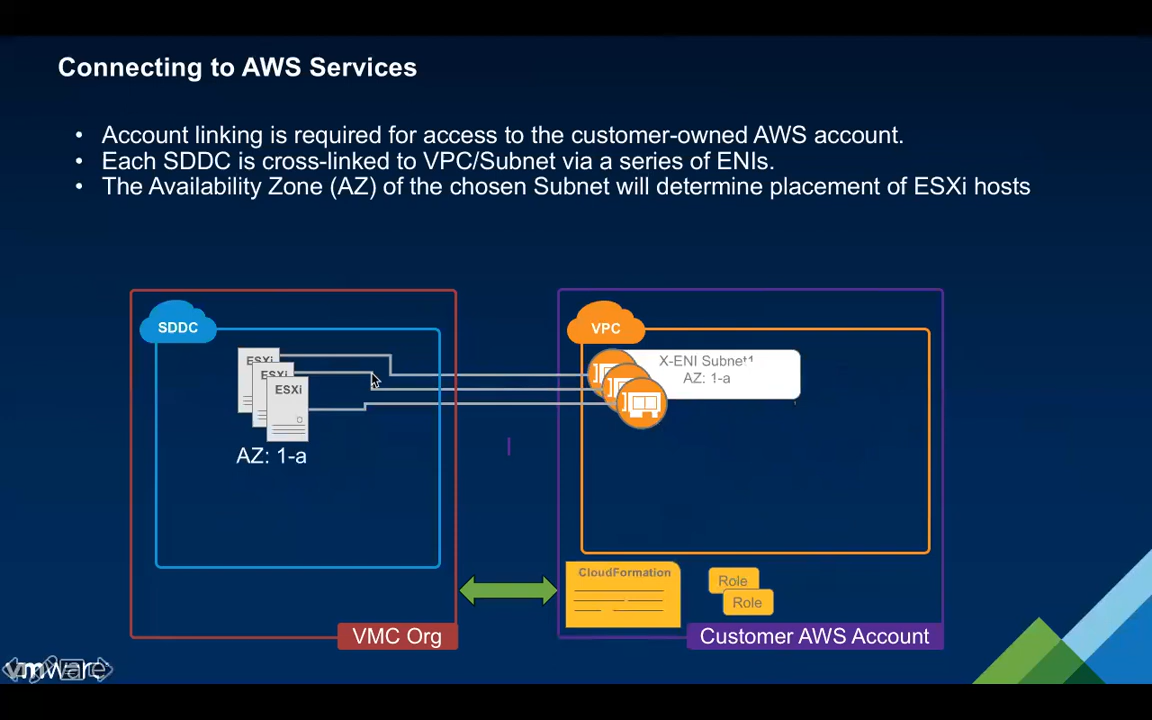 Connecting to AWS Services
• Account linking is required for access to the customer-owned AWS account.
• Each SDDC is cross-linked to VPC/Subnet via a series of ENIs.
• The Availability Zone (AZ) of the chosen Subnet will determine placement of ESXi hosts
SDDC
VPC
ESXi
ESXi
ESXi
AZ: 1-a
X-ENI Subnet1
AZ: 1-a
CloudFormation
Role
Role
VMC Org
Customer AWS Account
vmware